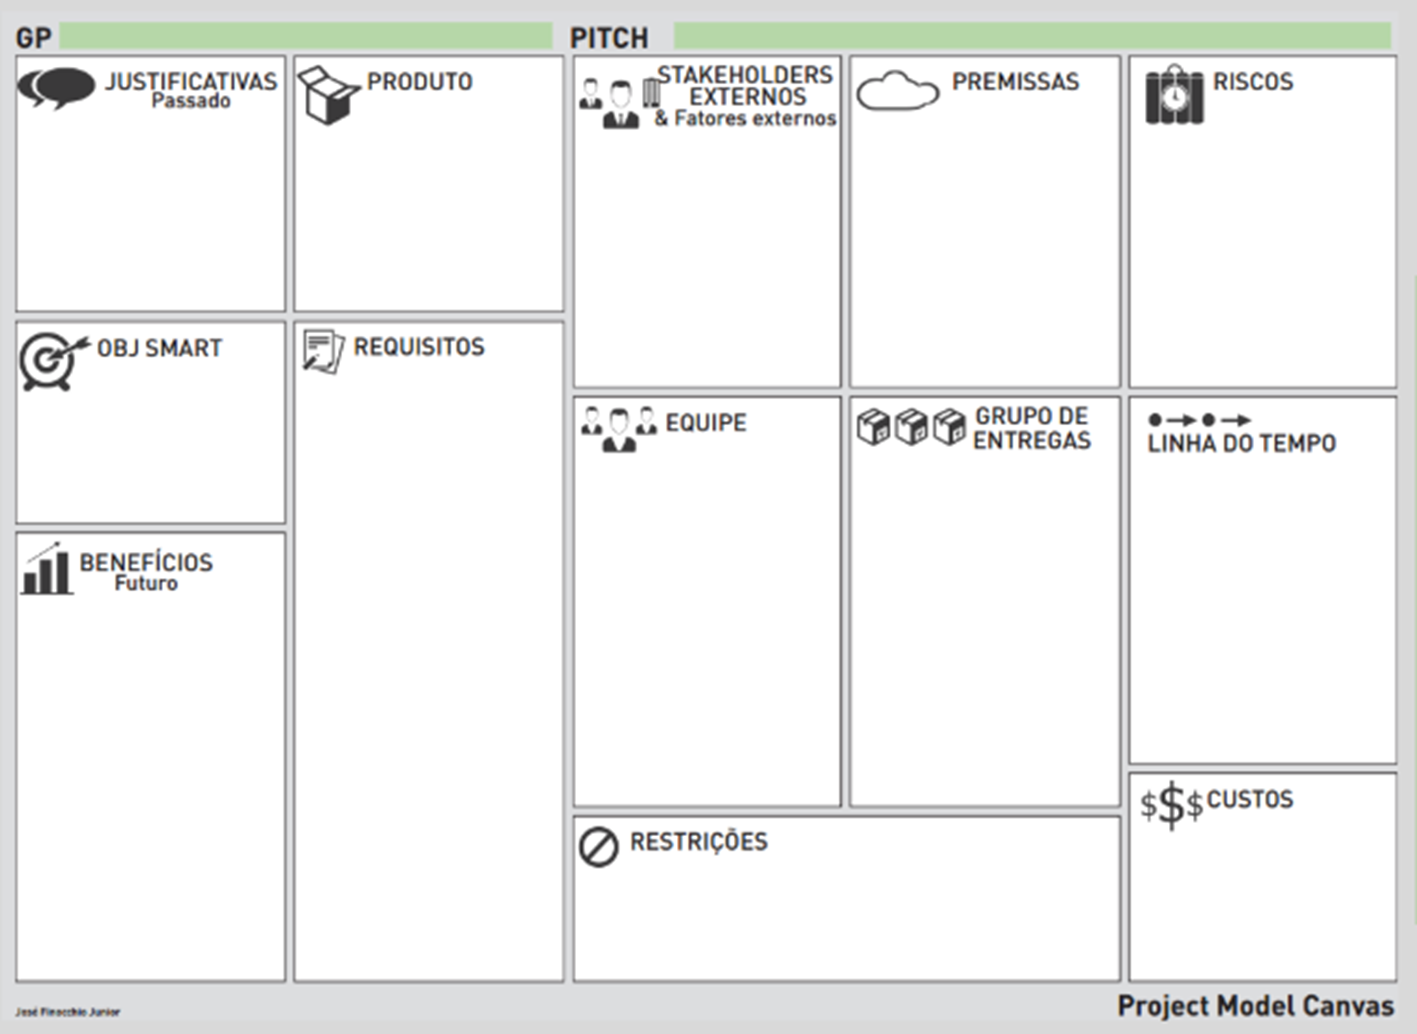 GP
PITCH
JUSTIFICATIVAS
Passado
PRODUTO
STAKEHOLDERS
EXTERNOS
& Fatores externos
PREMISSAS
RISCOS
OBJ SMART
REQUISITOS
EQUIPE
GRUPO DE
ENTREGAS
LINHA DO TEMPO
BENEFÍCIOS
Futuro
$$$ CUSTOS
RESTRIÇÕES
José Finocchio Junior
Project Model Canvas